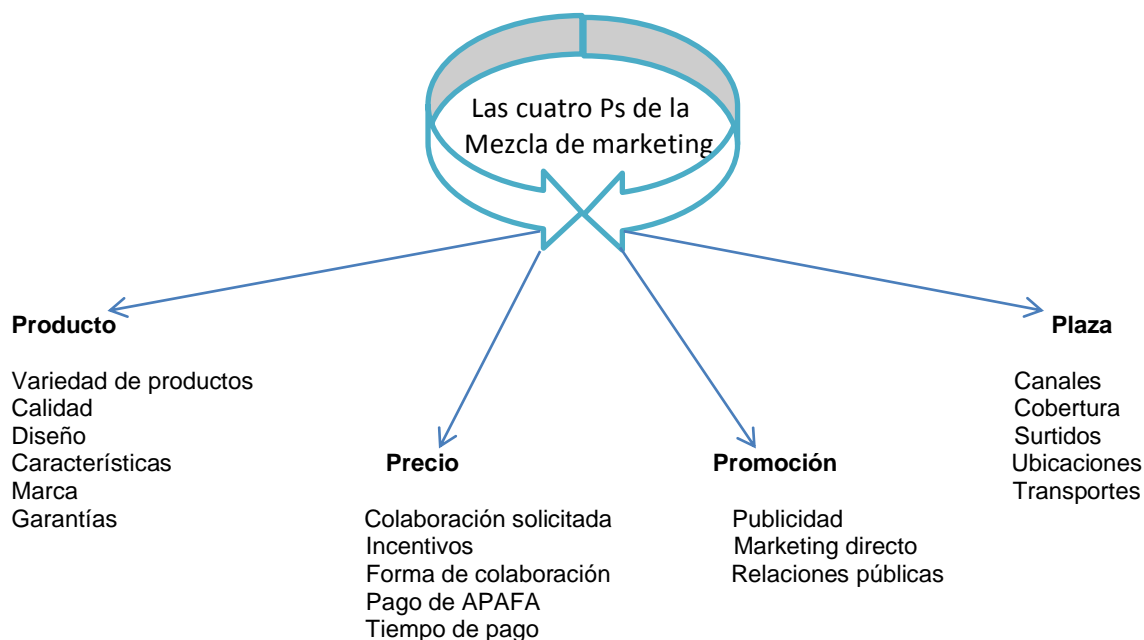 Las cuatro Ps de la
Mezcla de marketing
Producto
Variedad de productos
Calidad
Diseño
Características
Marca
Garantías
Precio
Colaboración solicitada
Incentivos
Forma de colaboración
Pago de APAFA
Tiempo de pago
Promoción
Publicidad
Marketing directo
Relaciones públicas
Plaza
Canales
Cobertura
Surtidos
Ubicaciones
Transportes